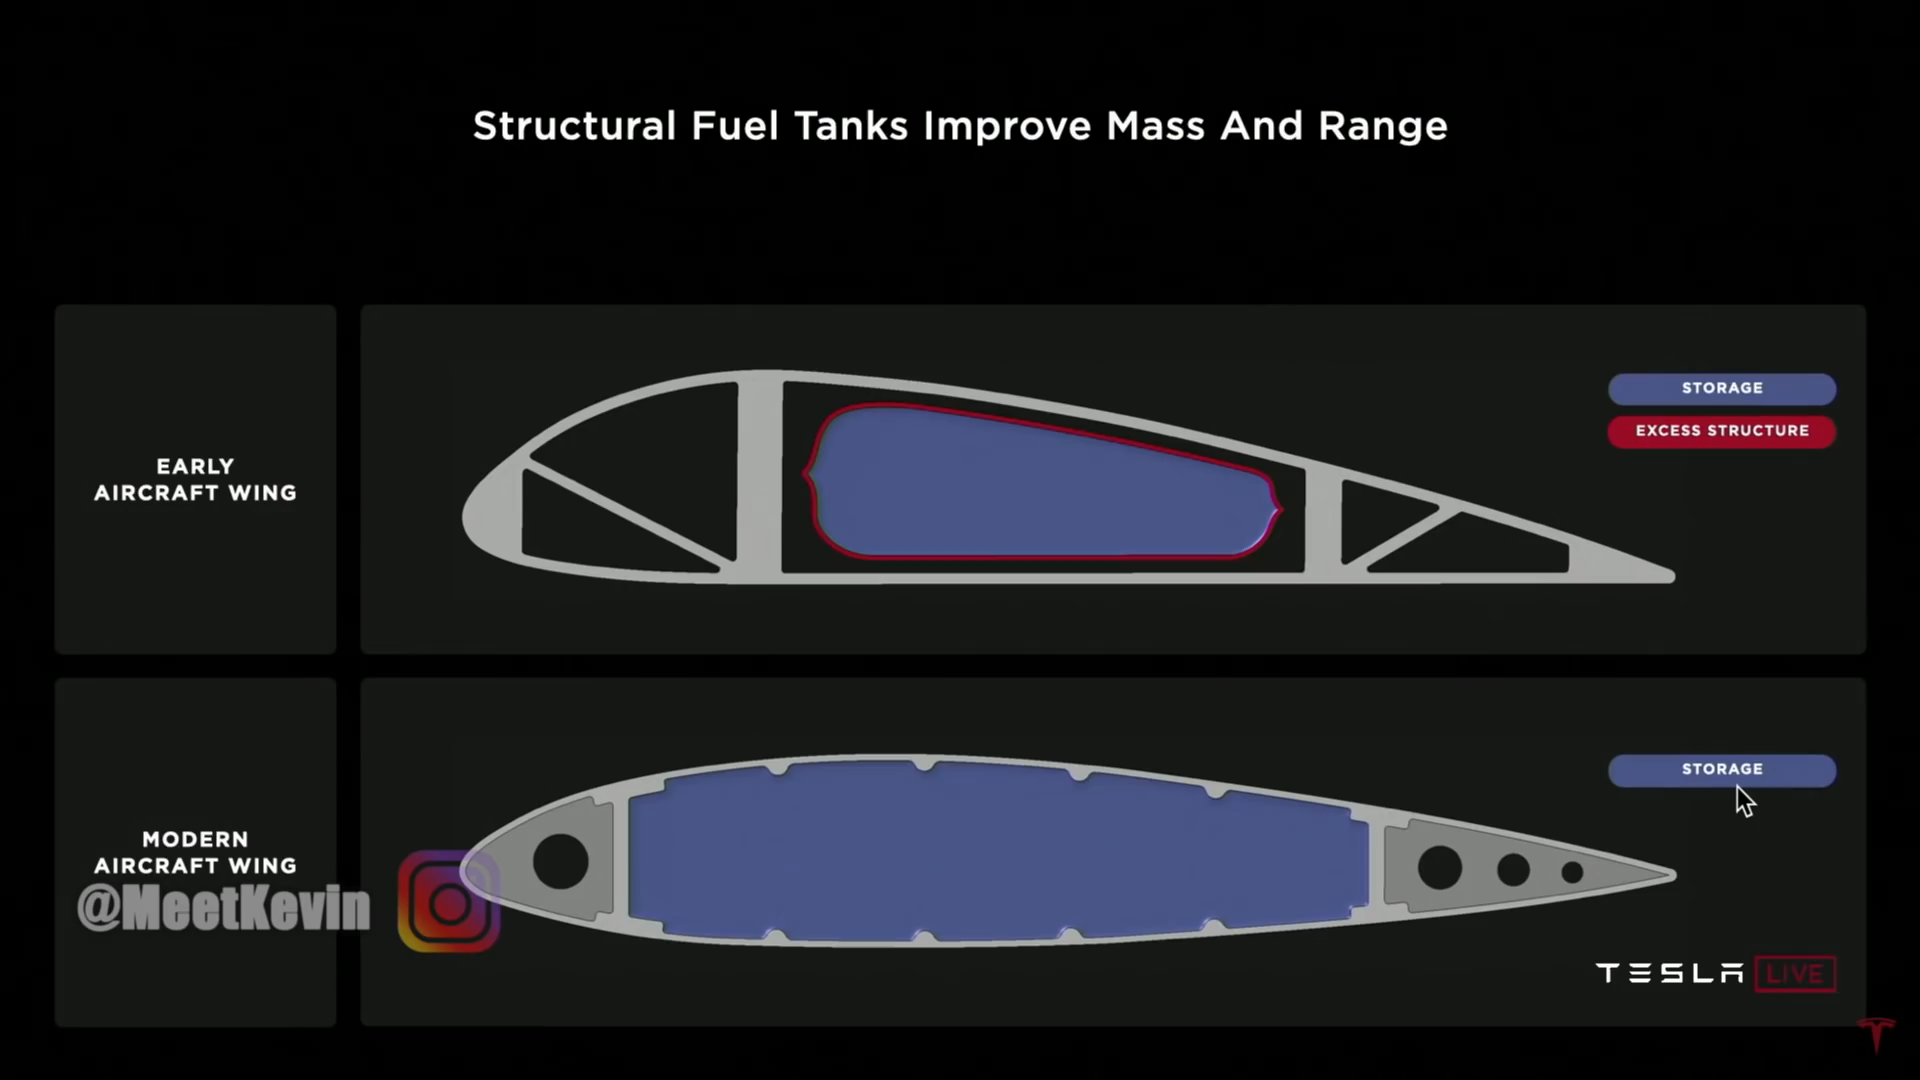 Structural Fuel Tanks Improve Mass And Range
EARLY
AIRCRAFT WING
STORAGE
EXCESS STRUCTURE
MODERN
AIRCRAFT WING
STORAGE
@MeetKevin
TESLA LIVE